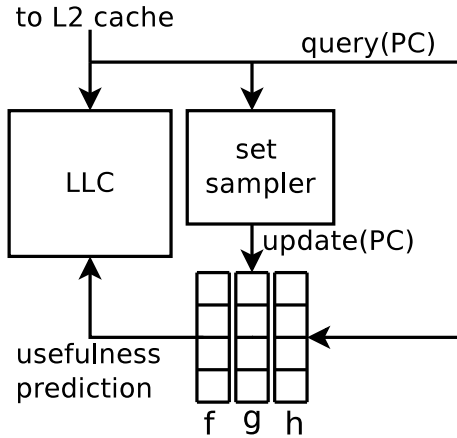 to L2 cache
query(PC)
LLC
set
sampler
update(PC)
usefulness
prediction
f g h